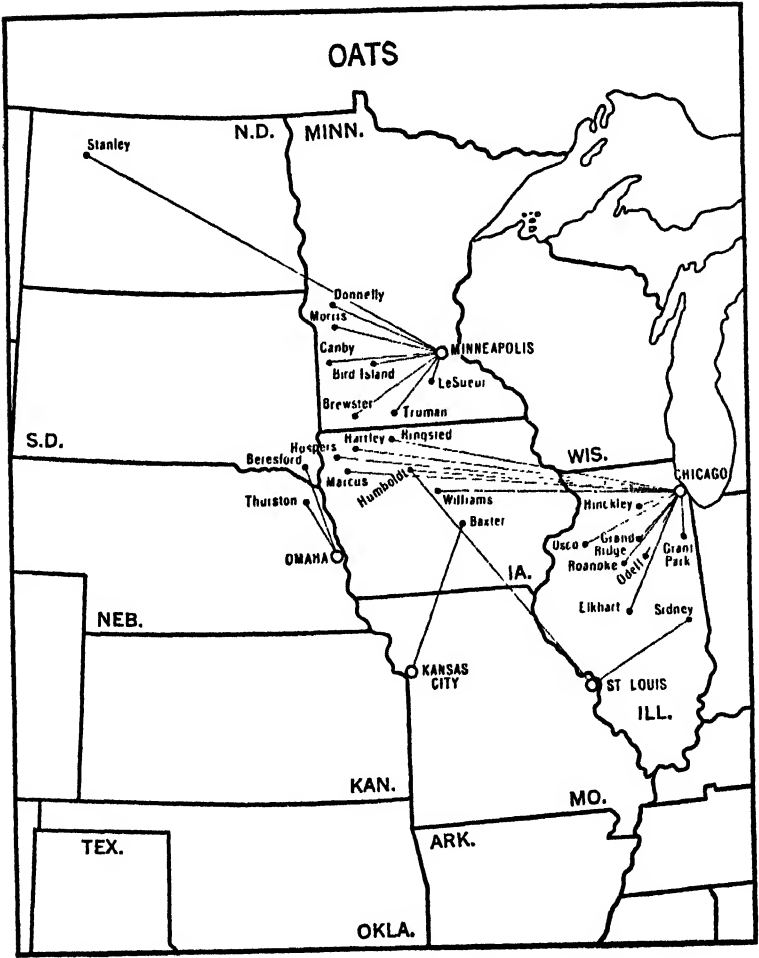 OATS
N.D.
MINN.
Stanley
Donnelly
Morris
Canby
Bird Island
MINNEAPOLIS
LeSueur
Brewster
Truman
S.D.
Hospers
Hartley
Ringsted
Beresford
Marcus
Humboldt
WIS.
CHICAGO
Thurston
Williams
Hinckley
Baxter
OMAHA
Osco
Grand
Ridge
Grant
Park
Roanoke
Odell
IA.
NEB.
Elkhart
Sidney
KANSAS
CITY
ST LOUIS
ILL.
KAN.
MO.
TEX.
ARK.
OKLA.